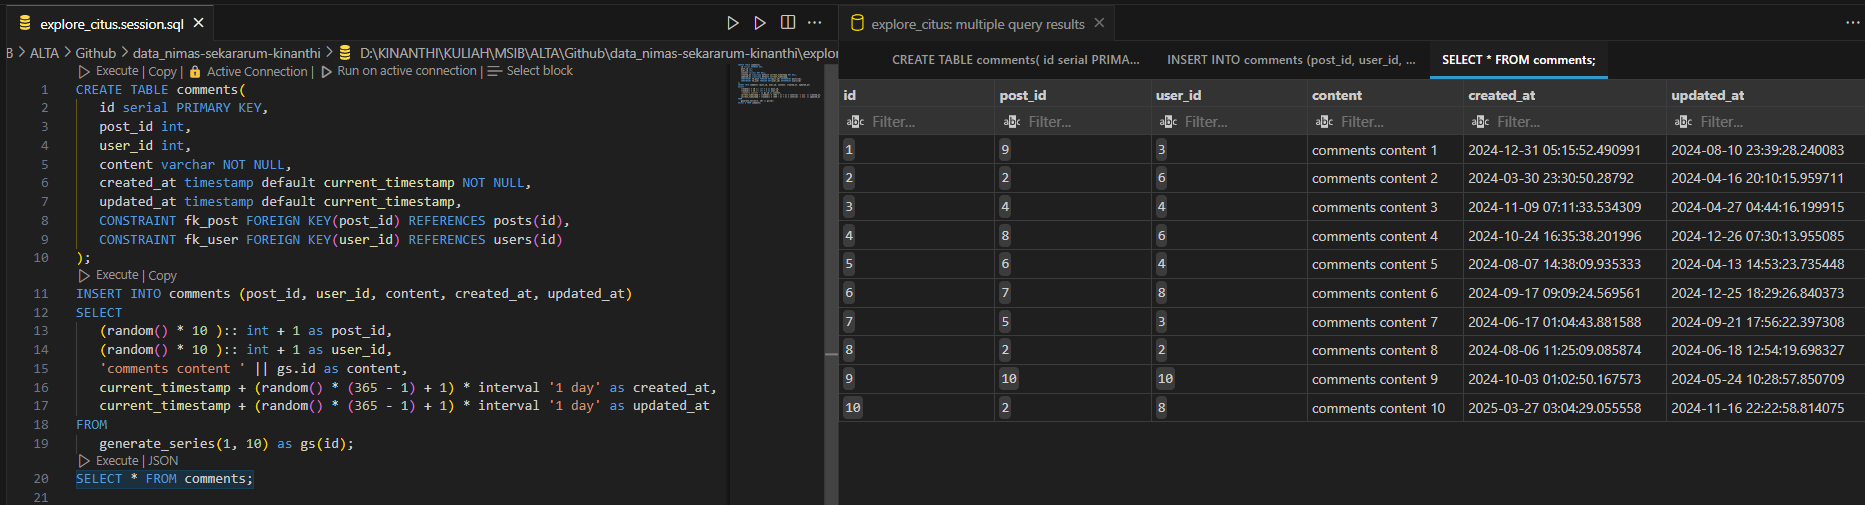 explore_citus.session.sql
B > ALTA > Github > data_nimas-sekararum-kinanthi > D:\KINANTHI\KULIAH\MSIB\ALTA\Github\data_nimas-sekararum-kinanthi\explor
Execute | Copy | Active Connection | Run on active connection | Select block
1 CREATE TABLE comments(
2 id serial PRIMARY KEY,
3 post_id int,
4 user_id int,
5 content varchar NOT NULL,
6 created_at timestamp default current_timestamp NOT NULL,
7 updated_at timestamp default current_timestamp,
8 CONSTRAINT fk_post FOREIGN KEY(post_id) REFERENCES posts(id),
9 CONSTRAINT fk_user FOREIGN KEY(user_id) REFERENCES users(id)
10 );
Execute | Copy
11 INSERT INTO comments (post_id, user_id, content, created_at, updated_at)
12 SELECT
13 (random() * 10 ):: int + 1 as post_id,
14 (random() * 10 ):: int + 1 as user_id,
15 'comments content ' || gs.id as content,
16 current_timestamp + (random() * (365 - 1) + 1) * interval '1 day' as created_at,
17 current_timestamp + (random() * (365 - 1) + 1) * interval '1 day' as updated_at
18 FROM
19 generate_series(1, 10) as gs(id);
Execute | JSON
20 SELECT * FROM comments;
21
explore_citus: multiple query results
CREATE TABLE comments( id serial PRIMA... INSERT INTO comments (post_id, user_id, ... SELECT * FROM comments;
id post_id user_id content created_at updated_at
abc Filter... abc Filter... abc Filter... abc Filter... abc Filter... abc Filter...
1 9 3 comments content 1 2024-12-31 05:15:52.490991 2024-08-10 23:39:28.240083
2 2 6 comments content 2 2024-03-30 23:30:50.28792 2024-04-16 20:10:15.959711
3 4 4 comments content 3 2024-11-09 07:11:33.534309 2024-04-27 04:44:16.199915
4 8 6 comments content 4 2024-10-24 16:35:38.201996 2024-12-26 07:30:13.955085
5 6 4 comments content 5 2024-08-07 14:38:09.935333 2024-04-13 14:53:23.735448
6 7 8 comments content 6 2024-09-17 09:09:24.569561 2024-12-25 18:29:26.840373
7 5 3 comments content 7 2024-06-17 01:04:43.881588 2024-09-21 17:56:22.397308
8 2 2 comments content 8 2024-08-06 11:25:09.085874 2024-06-18 12:54:19.698327
9 10 10 comments content 9 2024-10-03 01:02:50.167573 2024-05-24 10:28:57.850709
10 2 8 comments content 10 2025-03-27 03:04:29.055558 2024-11-16 22:22:58.814075